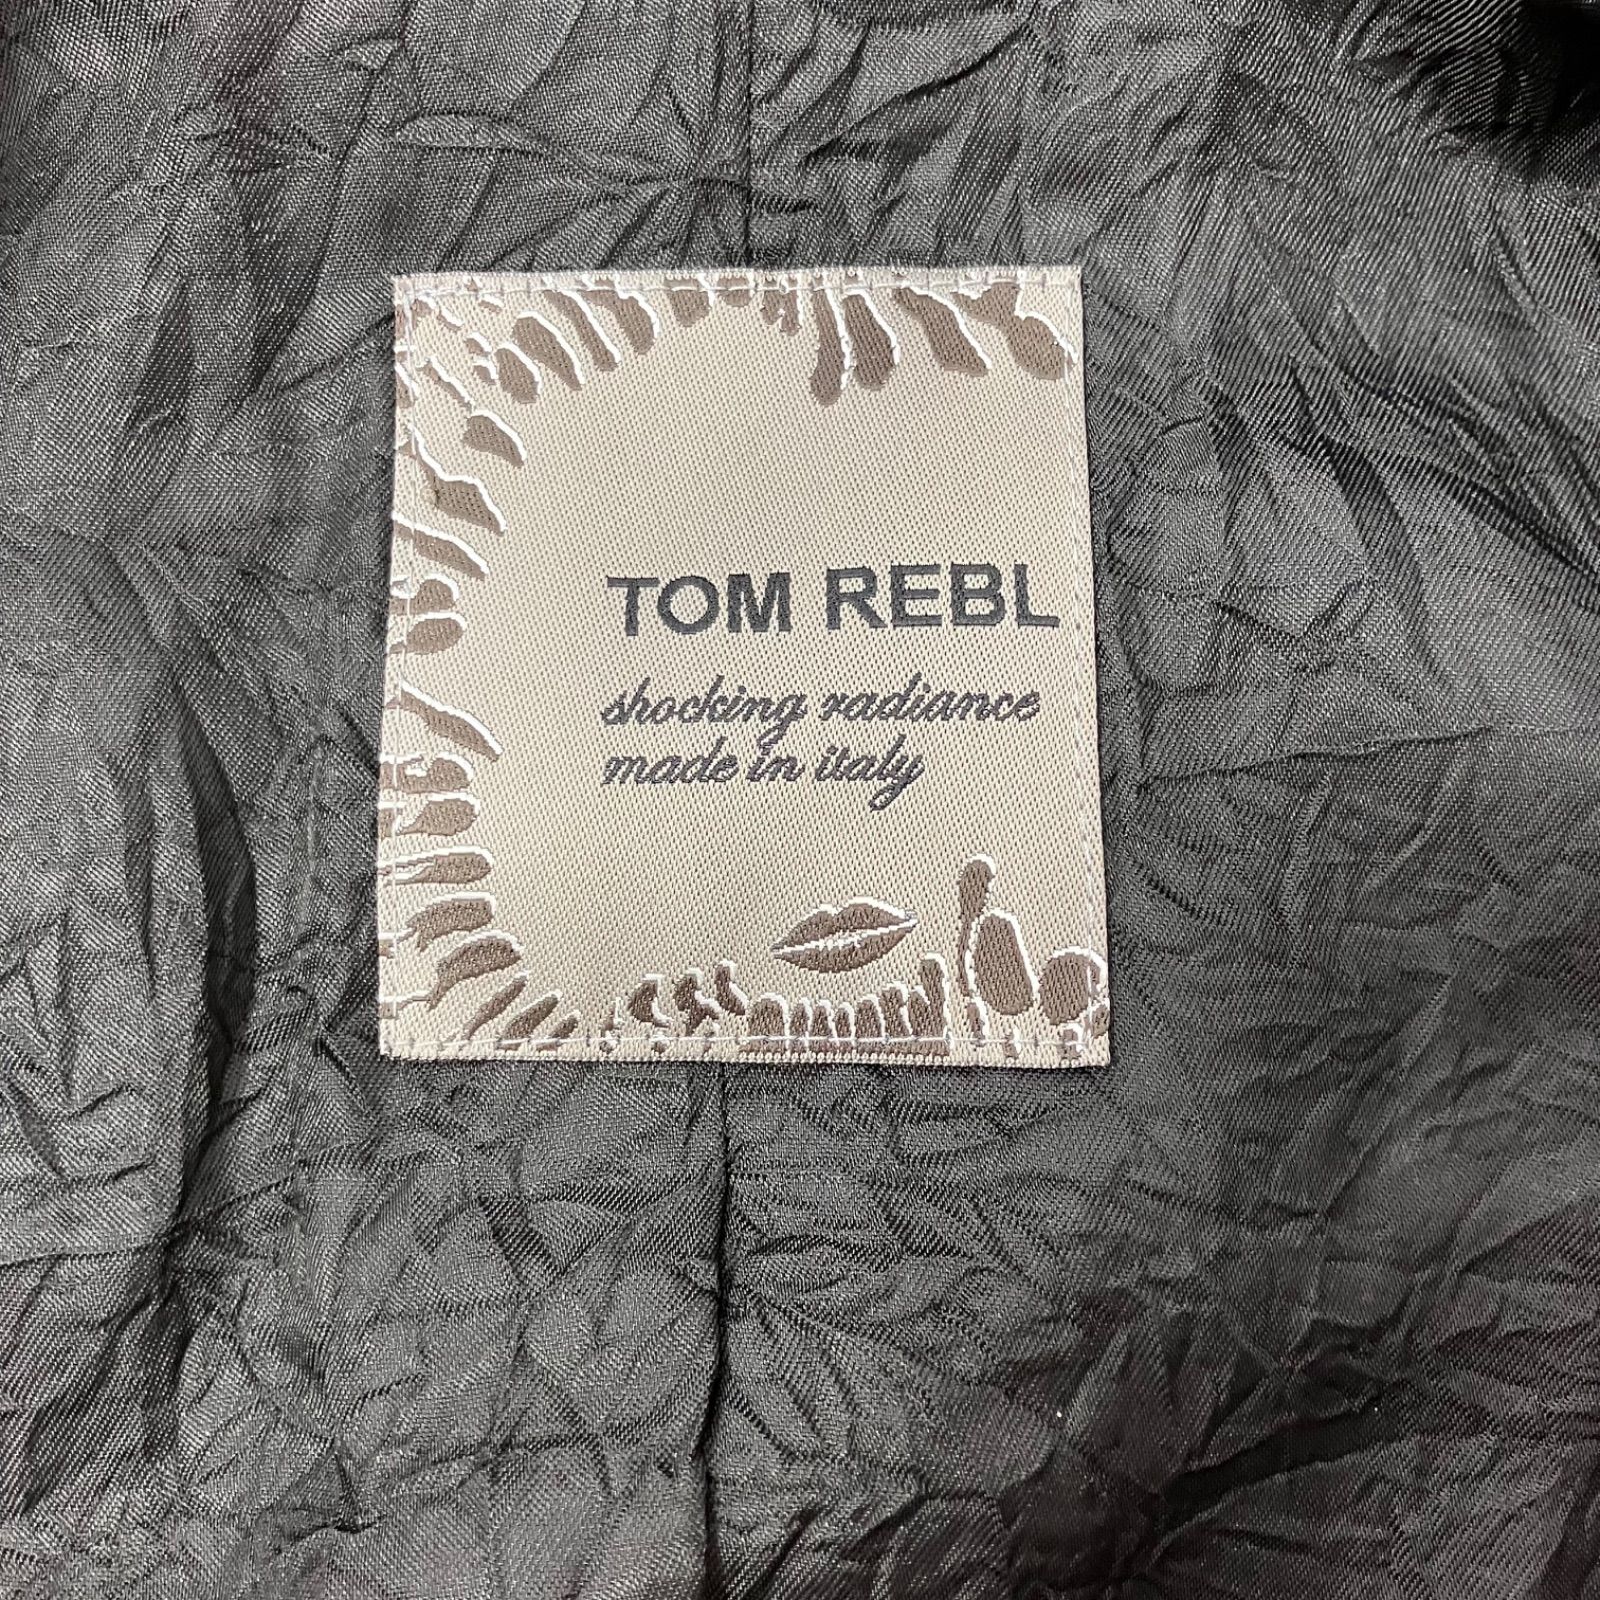 TOM REBL
shocking radiance
made in italy